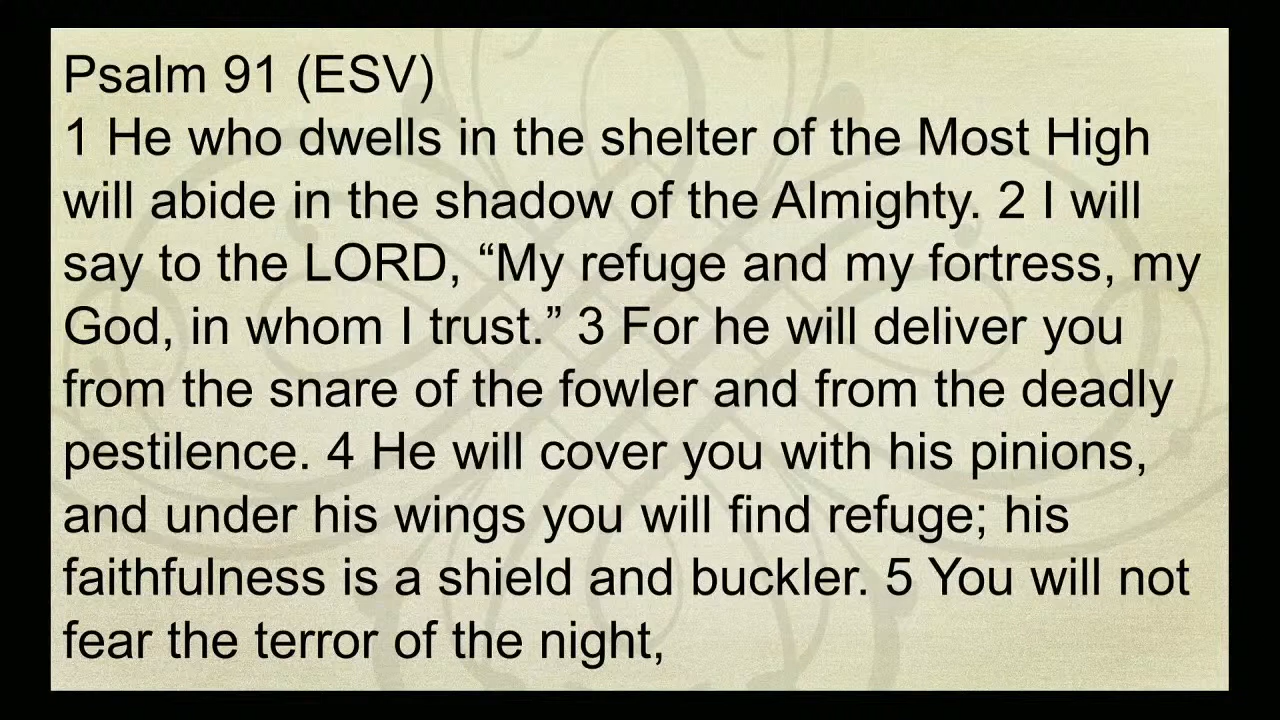 Psalm 91 (ESV)
1 He who dwells in the shelter of the Most High
will abide in the shadow of the Almighty. 2 I will
say to the LORD, “My refuge and my fortress, my
God, in whom I trust.” 3 For he will deliver you
from the snare of the fowler and from the deadly
pestilence. 4 He will cover you with his pinions,
and under his wings you will find refuge; his
faithfulness is a shield and buckler. 5 You will not
fear the terror of the night,